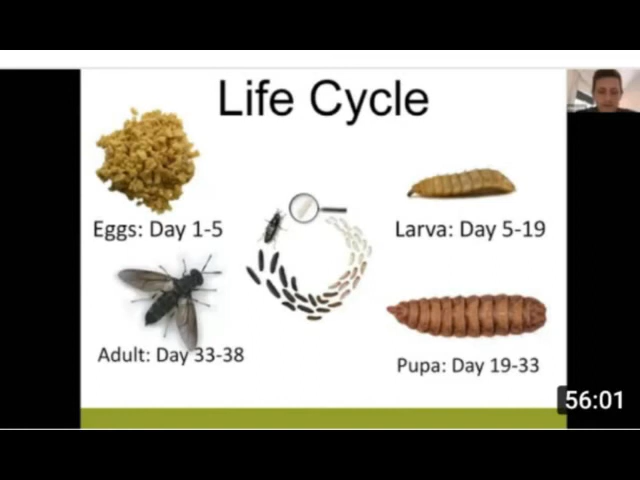 Life Cycle
Eggs: Day 1-5
Larva: Day 5-19
Adult: Day 33-38
Pupa: Day 19-33
56:01